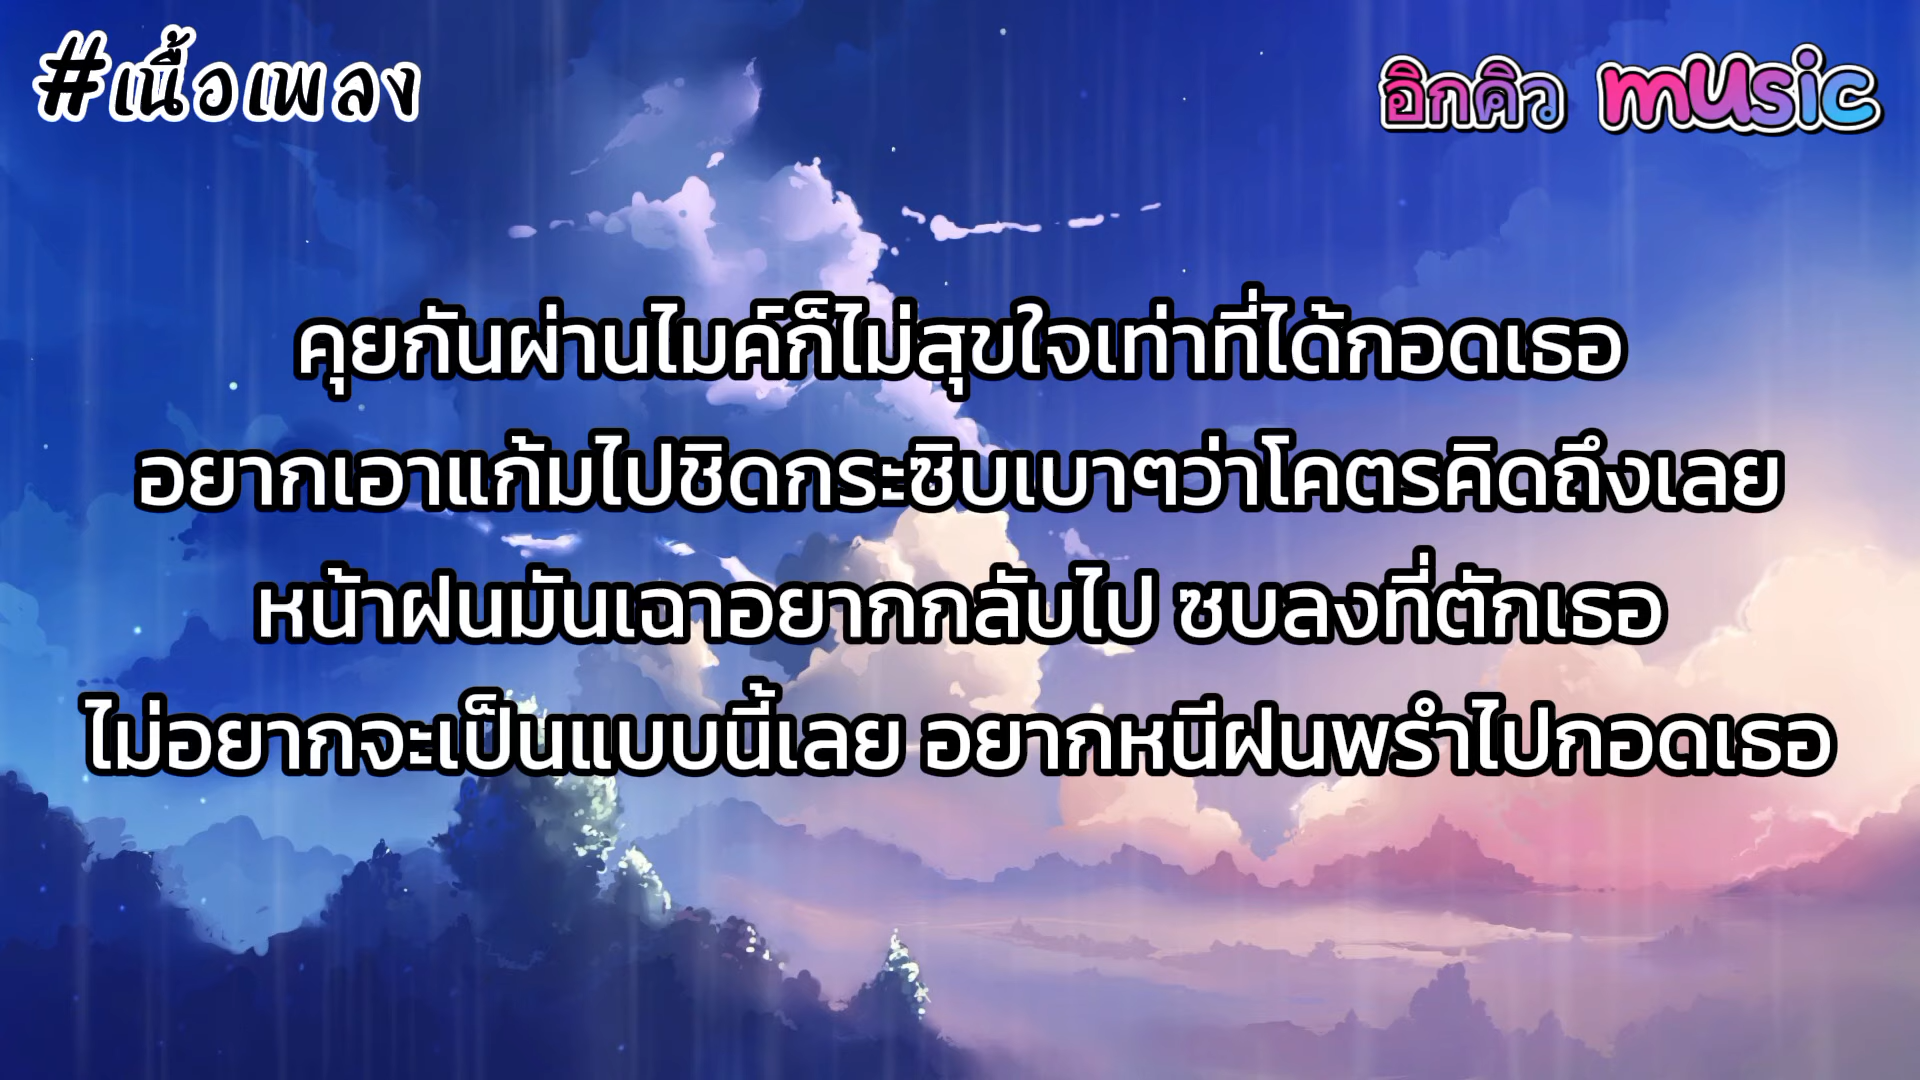 #เนื้อเพลง
อิกคิว music
คุยกันผ่านไมค์ก็ไม่สุขใจเท่าที่ได้กอดเธอ
อยากเอาแก้มไปชิดกระซิบเบาๆว่าโคตรคิดถึงเลย
หน้าฝนมันเฉาอยากกลับไป ซบลงที่ตักเธอ
ไม่อยากจะเป็นแบบนี้เลย อยากหนีฝนพรำไปกอดเธอ